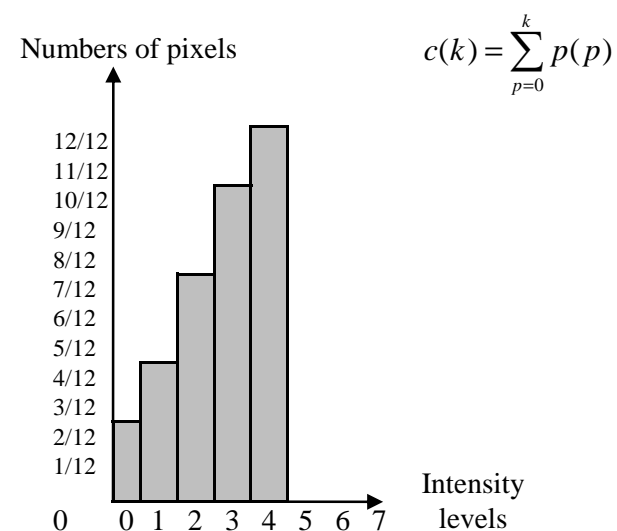 Numbers of pixels
c(k) = \sum_{p=0}^{k} p(p)
12/12
11/12
10/12
9/12
8/12
7/12
6/12
5/12
4/12
3/12
2/12
1/12
0
0 1 2 3 4 5 6 7
Intensity
levels